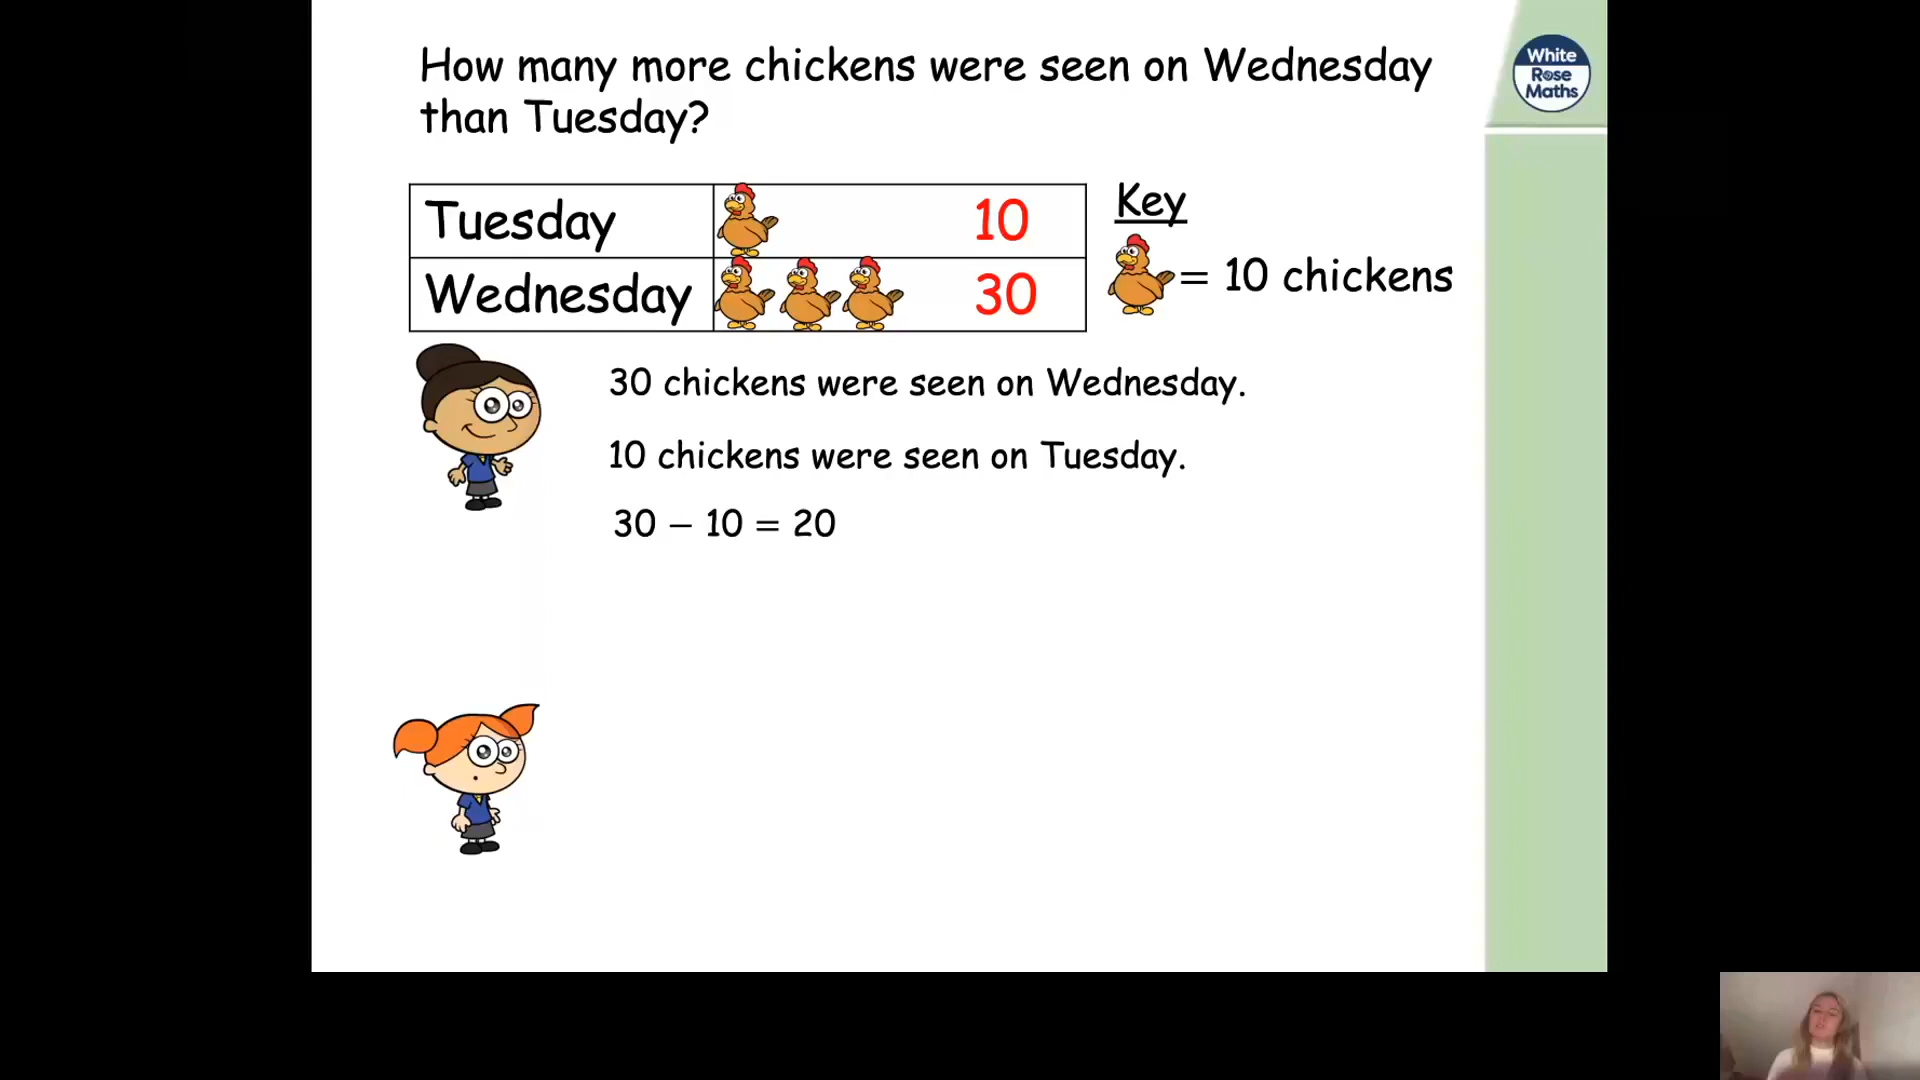 How many more chickens were seen on Wednesday
than Tuesday?
White
Rose
Maths
Tuesday 10
Wednesday 30
Key
= 10 chickens
30 chickens were seen on Wednesday.
10 chickens were seen on Tuesday.
30 – 10 = 20